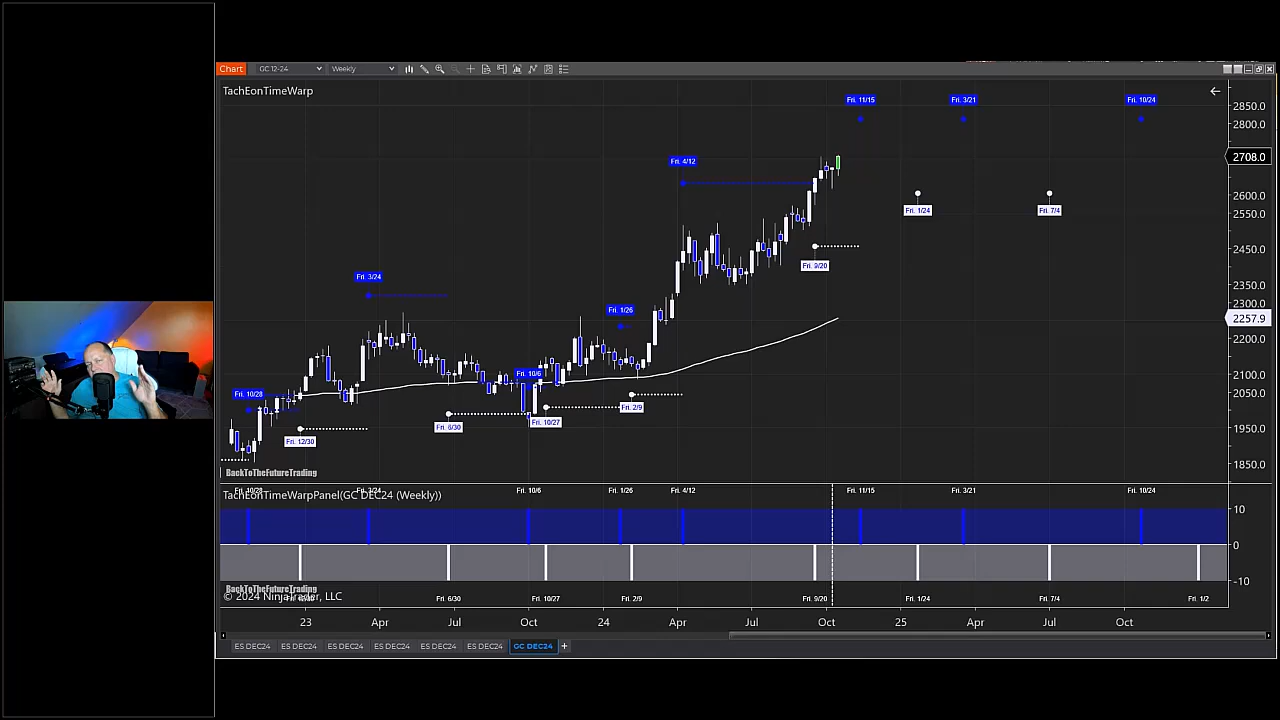 Chart GC 12-24 Weekly
TachEonTimeWarp
Fri. 11/15 Fri. 3/21 Fri. 10/24
2850.0
2800.0
2708.0
Fri. 4/12
2600.0
Fri. 1/24 Fri. 7/4
2550.0
2450.0
Fri. 9/20
Fri. 3/24
2350.0
2300.0
Fri. 1/26
2257.9
2200.0
2100.0
Fri. 10/6
Fri. 10/28
Fri. 2/9
2050.0
Fri. 10/27
Fri. 6/30
1950.0
Fri. 12/30
1850.0
BackToTheFutureTrading
Fri. 10/6 Fri. 1/26 Fri. 4/12 Fri. 11/15 Fri. 3/21 Fri. 10/24
TachEonTimeWarpPanel(GC DEC24 (Weekly))
10
0
-10
BackToTheFutureTrading
© 2024 NinjaTrader, LLC
Fri. 6/30 Fri. 10/27 Fri. 2/9 Fri. 9/20 Fri. 1/24 Fri. 7/4 Fri. 1/2
23 Apr Jul Oct 24 Apr Jul Oct 25 Apr Jul Oct
ES DEC24 ES DEC24 ES DEC24 ES DEC24 ES DEC24 ES DEC24 GC DEC24 +